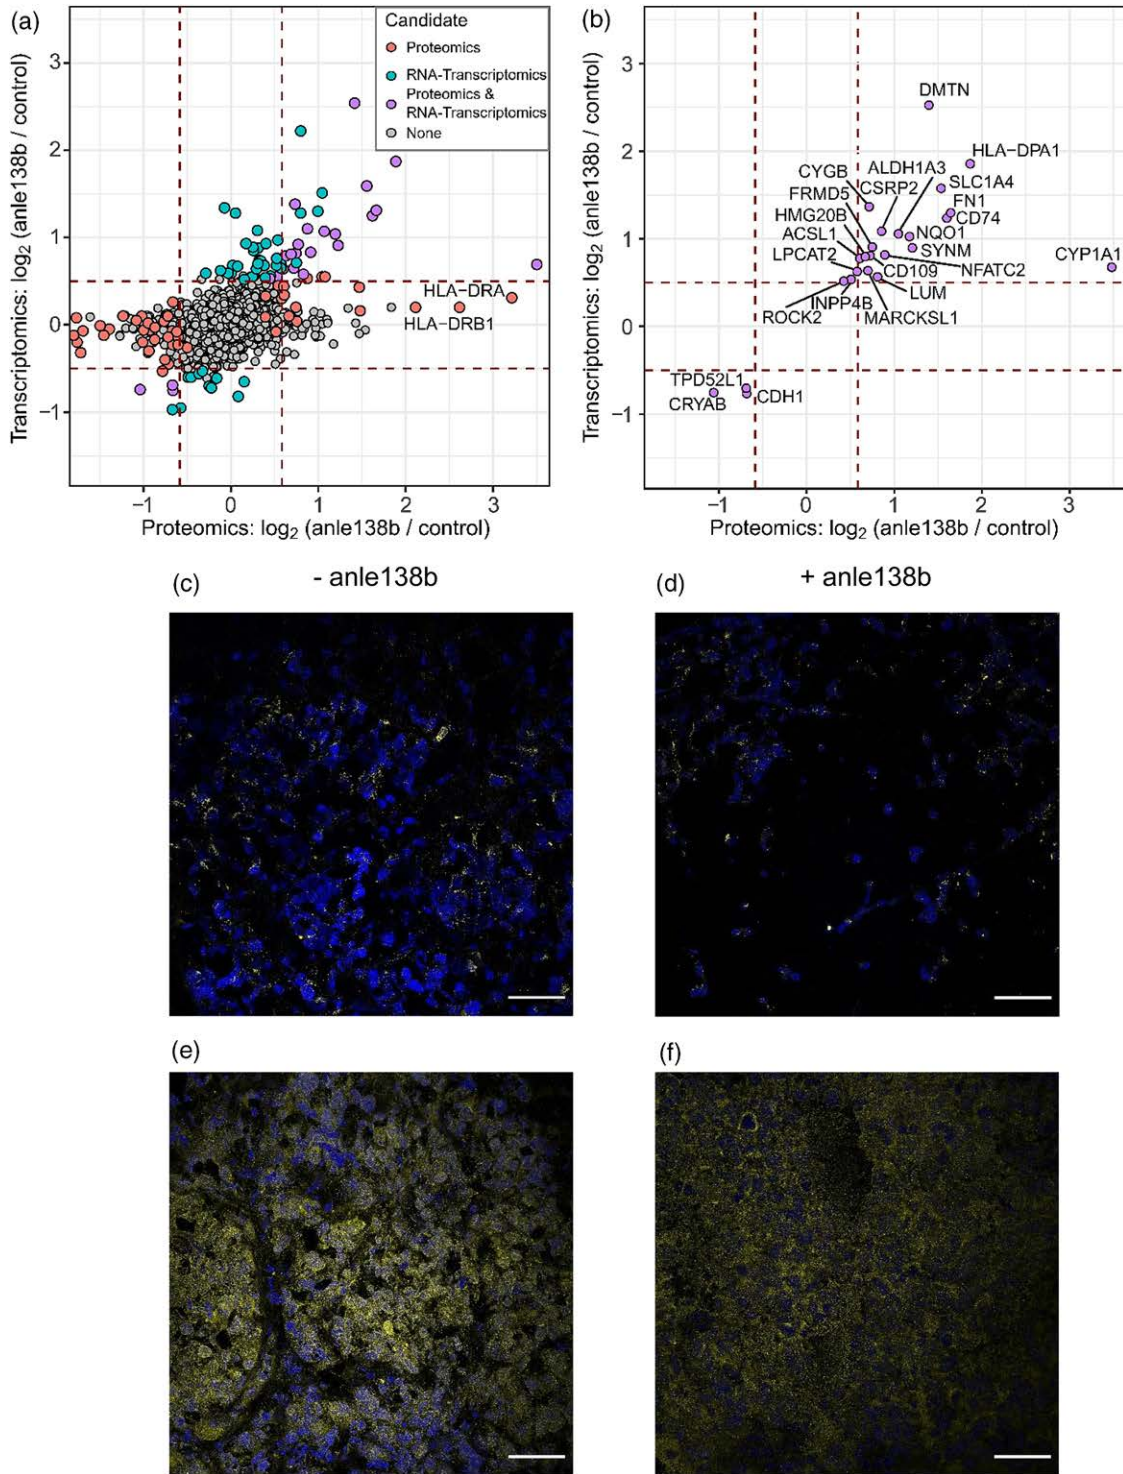 (a)
Candidate
Proteomics
RNA-Transcriptomics
Proteomics &
RNA-Transcriptomics
None
HLA-DRA
HLA-DRB1
3
2
1
0
−1
−1
0
1
2
3
Transcriptomics: log2 (anle138b / control)
Proteomics: log2 (anle138b / control)
(b)
DMTN
HLA−DPA1
ALDH1A3
CYGB
CSRP2
SLC1A4
FRMD5
FN1
HMG20B
CD74
ACSL1
NQO1
SYNM
LPCAT2
CYP1A1
CD109
NFATC2
LUM
INPP4B
ROCK2
MARCKSL1
TPD52L1
CRYAB
CDH1
3
2
1
0
−1
−1
0
1
2
3
Transcriptomics: log2 (anle138b / control)
Proteomics: log2 (anle138b / control)
(c)
- anle138b
(d)
+ anle138b
(e)
(f)